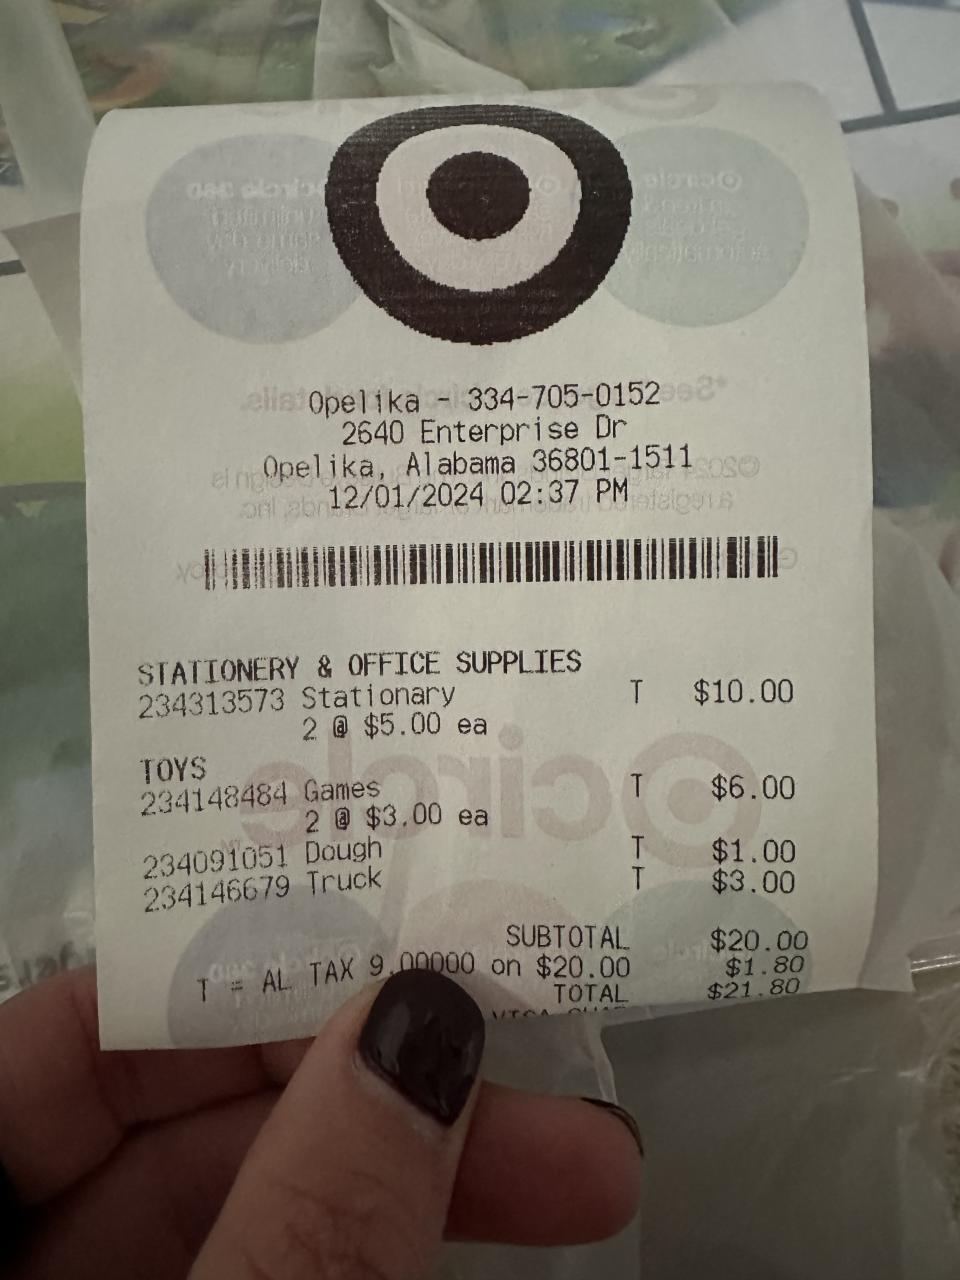 Opelika - 334-705-0152
2640 Enterprise Dr
Opelika, Alabama 36801-1511
12/01/2024 02:37 PM
STATIONERY & OFFICE SUPPLIES
234313573 Stationary T $10.00
2 @ $5.00 ea
TOYS
234148484 Games T $6.00
2 @ $3.00 ea
234091051 Dough T $1.00
234146679 Truck T $3.00
SUBTOTAL $20.00
T = AL TAX 9.00000 on $20.00 $1.80
TOTAL $21.80